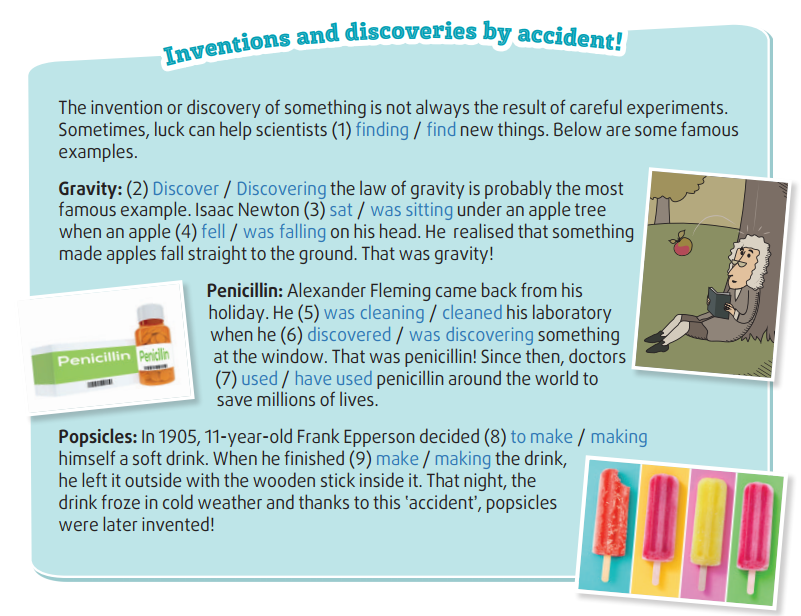 Inventions and discoveries by accident!
The invention or discovery of something is not always the result of careful experiments.
Sometimes, luck can help scientists (1) finding / find new things. Below are some famous
examples.
Gravity: (2) Discover / Discovering the law of gravity is probably the most
famous example. Isaac Newton (3) sat / was sitting under an apple tree
when an apple (4) fell / was falling on his head. He realised that something
made apples fall straight to the ground. That was gravity!
Penicillin: Alexander Fleming came back from his
holiday. He (5) was cleaning / cleaned his laboratory
when he (6) discovered / was discovering something
at the window. That was penicillin! Since then, doctors
(7) used / have used penicillin around the world to
save millions of lives.
Penicillin
Penicillin
Popsicles: In 1905, 11-year-old Frank Epperson decided (8) to make / making
himself a soft drink. When he finished (9) make / making the drink,
he left it outside with the wooden stick inside it. That night, the
drink froze in cold weather and thanks to this 'accident', popsicles
were later invented!